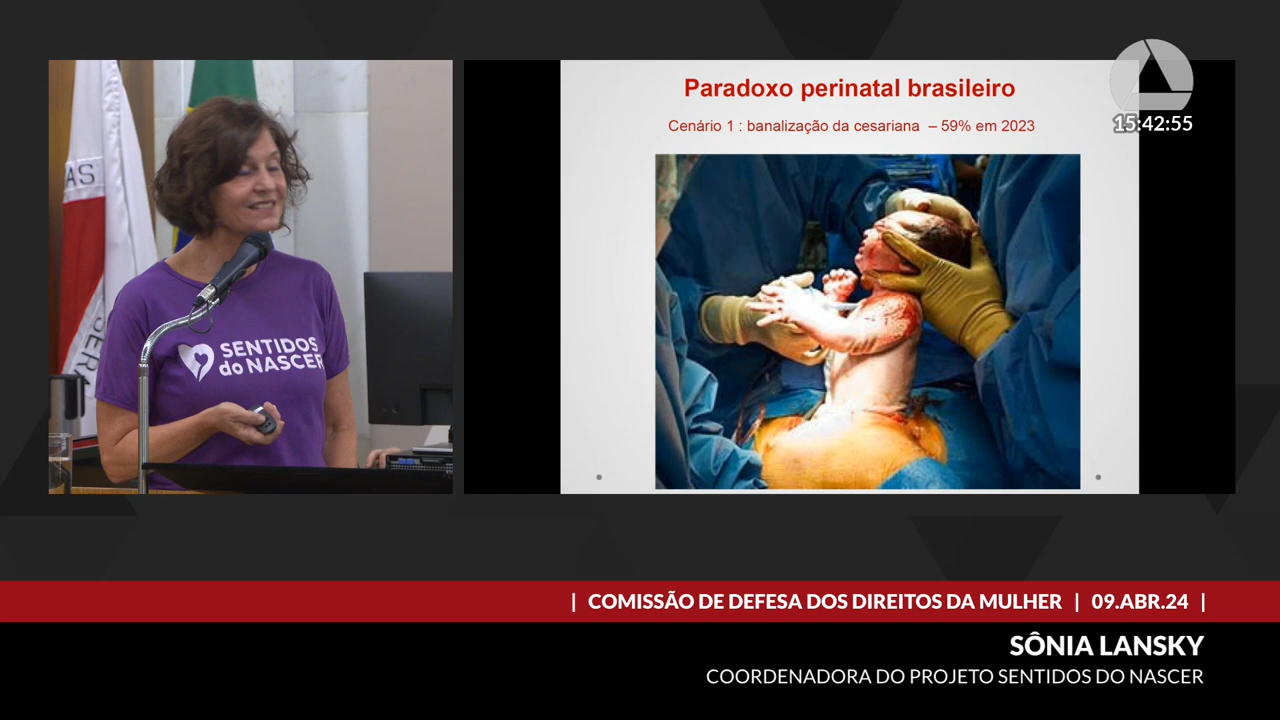 Paradoxo perinatal brasileiro
Cenário 1 : banalização da cesariana – 59% em 2023
15:42:55
AS
SENTIDOS
do NASCER
| COMISSÃO DE DEFESA DOS DIREITOS DA MULHER | 09.ABR.24 |
SÔNIA LANSKY
COORDENADORA DO PROJETO SENTIDOS DO NASCER